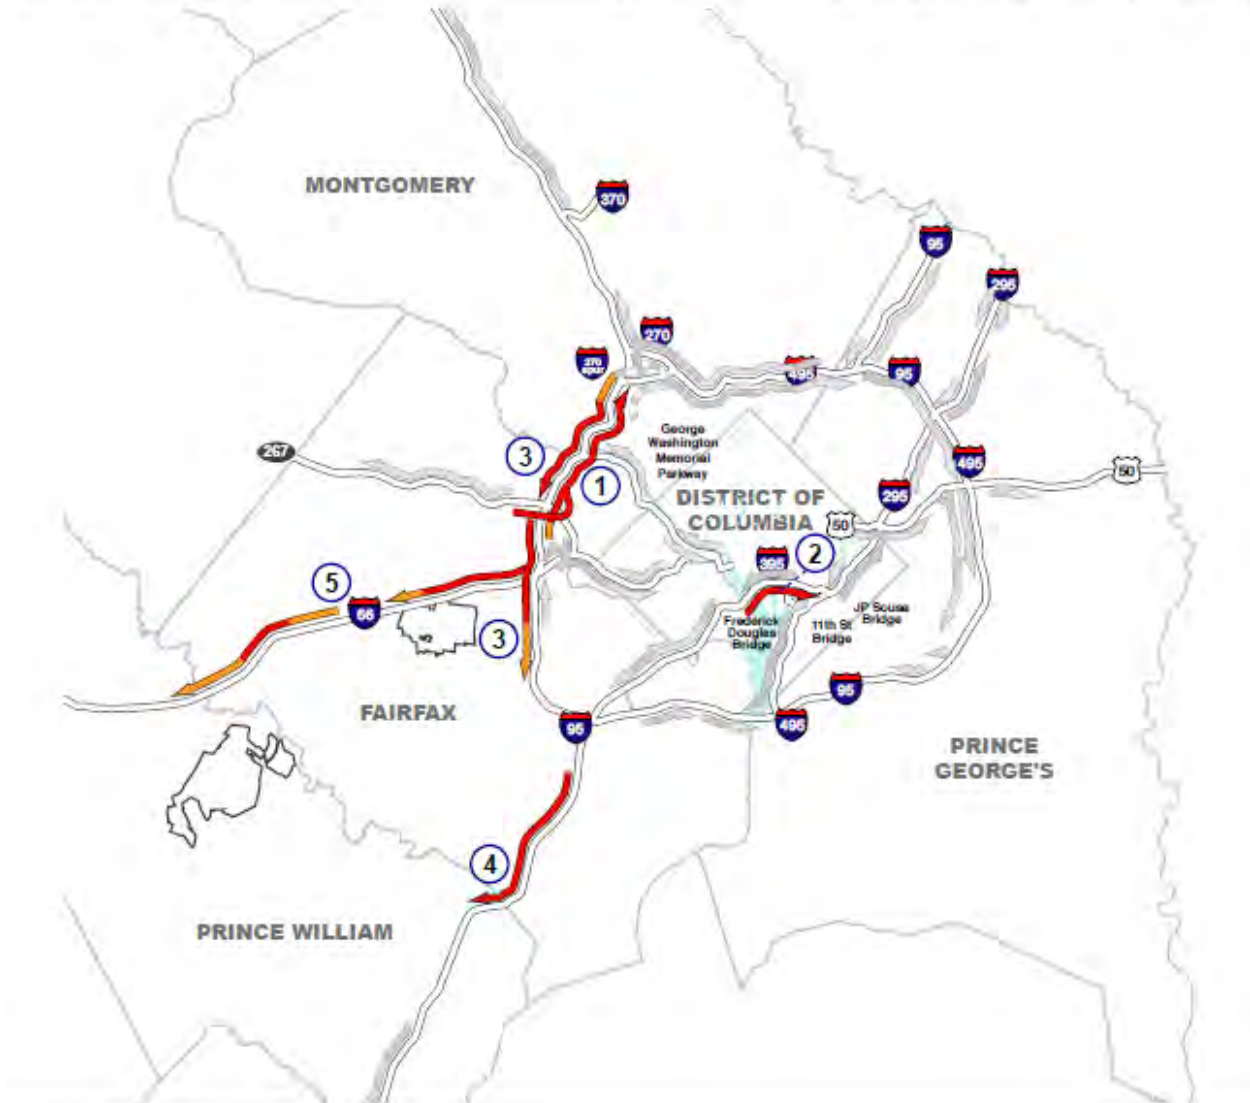 MONTGOMERY
370
95
295
270
270
spur
495
95
George
Washington
Memorial
Parkway
267
3
1
495
50
295
DISTRICT OF
COLUMBIA
50
2
395
5
66
JP Sousa
Bridge
11th St
Bridge
Frederick
Douglas
Bridge
3
95
FAIRFAX
95
495
PRINCE
GEORGE'S
4
PRINCE WILLIAM